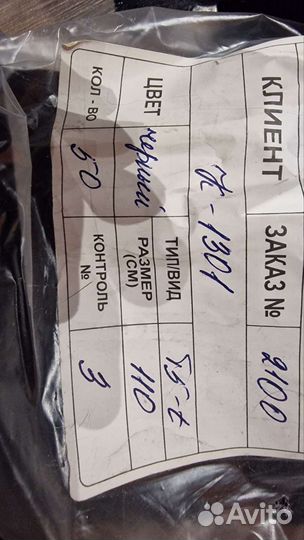 КЛИЕНТ
К-1301
ЗАКАЗ №
2100
ЦВЕТ
черный
ТИП/ВИД
КОЛ - ВО
50
РАЗМЕР
(СМ)
110
КОНТРОЛЬ
№
3
Avito